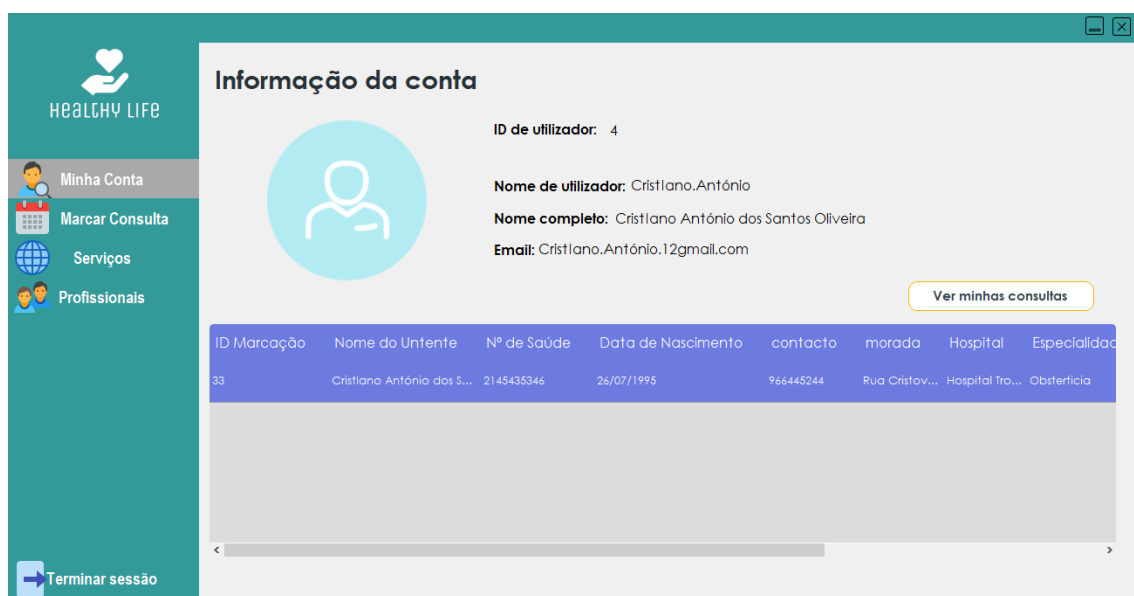 HEALTHY LIFE
Minha Conta
Marcar Consulta
Serviços
Profissionais
Terminar sessão
Informação da conta
ID de utilizador: 4
Nome de utilizador: CristIano.António
Nome completo: CristIano António dos Santos Oliveira
Email: CristIano.António.12gmail.com
Ver minhas consultas
ID Marcação Nome do Untente Nº de Saúde Data de Nascimento contacto morada Hospital Especialidad
33 CristIano António dos S... 2145435346 26/07/1995 966445244 Rua Cristov... Hospital Tro... Obsterticia